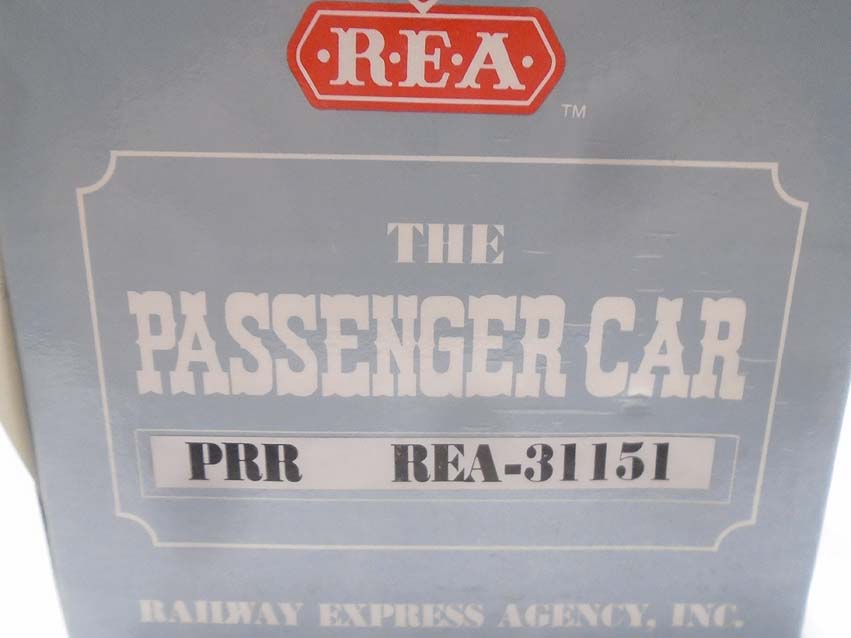 ·R·E·A·
TM
THE
PASSENGER CAR
PRR REA-31151
RAILWAY EXPRESS AGENCY, INC.